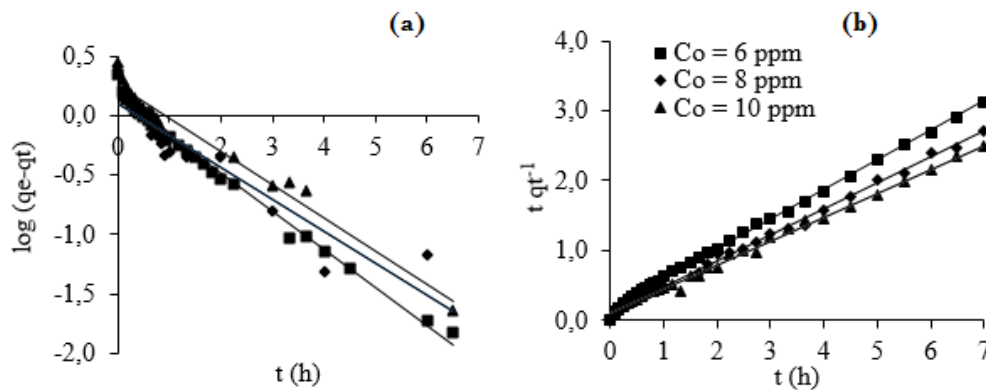 (a)
0,5
0,0
-0,5
-1,0
-1,5
-2,0
0 1 2 3 4 5 6 7
log (qe-qt)
t (h)
(b)
4,0
3,0
2,0
1,0
0,0
0 1 2 3 4 5 6 7
t qt⁻¹
t (h)
Co = 6 ppm
Co = 8 ppm
Co = 10 ppm